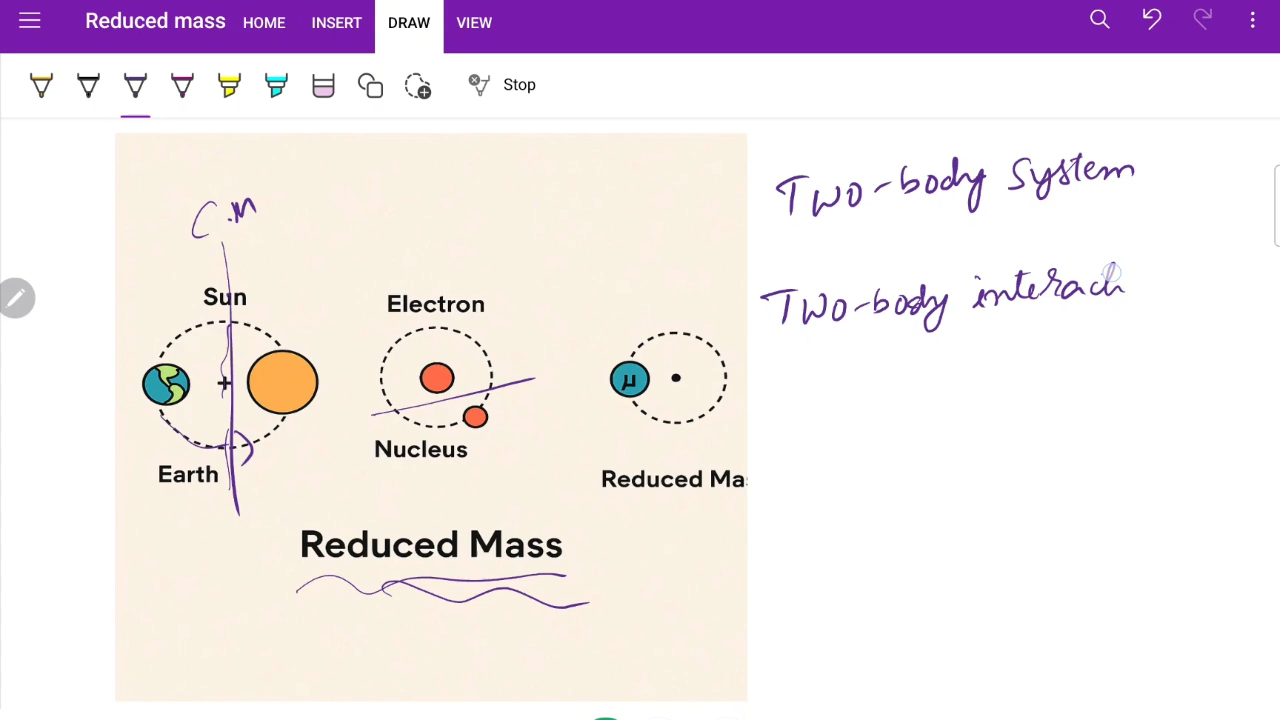 Reduced mass HOME INSERT DRAW VIEW
Stop
Two-body System
C.M
Two-body interacti
Sun
Electron
μ
Nucleus
Earth
Reduced Mas
Reduced Mass